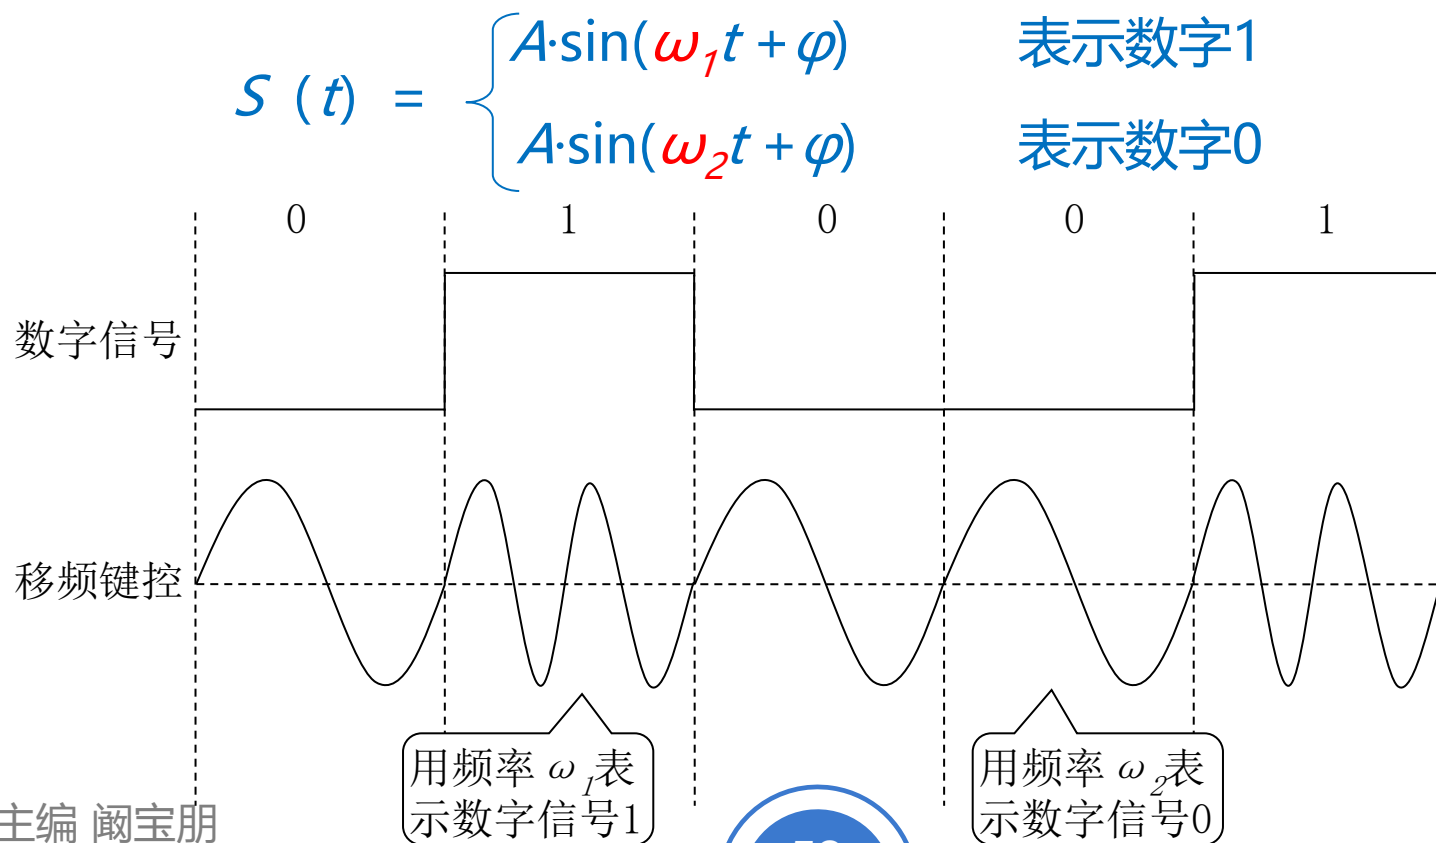 A·sin(ω₁t + φ) 表示数字1
S (t) =
A·sin(ω₂t + φ) 表示数字0
0 1 0 0 1
数字信号
移频键控
用频率ω₁表
示数字信号1
用频率ω₂表
示数字信号0
主编 阚宝朋